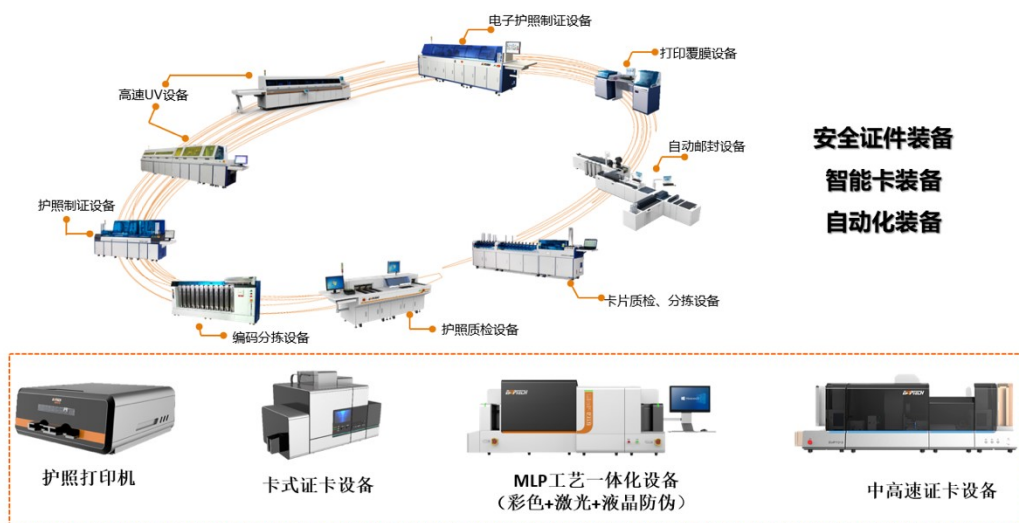 电子护照制证设备
打印覆膜设备
高速UV设备
自动邮封设备
安全证件装备
智能卡装备
自动化装备
护照制证设备
卡片质检、分拣设备
护照质检设备
编码分拣设备
护照打印机
卡式证卡设备
MLP工艺一体化设备
（彩色+激光+液晶防伪）
中高速证卡设备